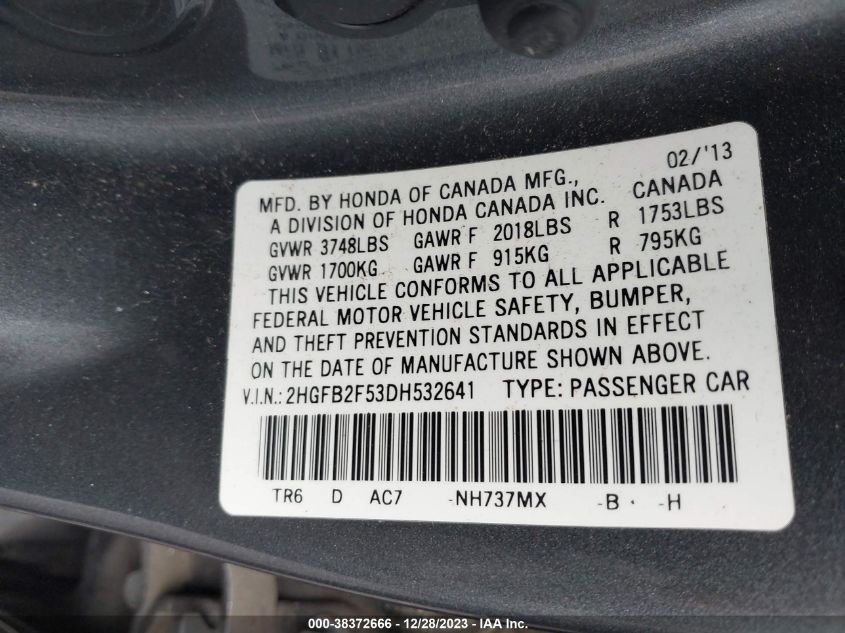 02/'13
MFD. BY HONDA OF CANADA MFG.,
A DIVISION OF HONDA CANADA INC. CANADA
GVWR 3748LBS GAWR F 2018LBS R 1753LBS
GVWR 1700KG GAWR F 915KG R 795KG
THIS VEHICLE CONFORMS TO ALL APPLICABLE
FEDERAL MOTOR VEHICLE SAFETY, BUMPER,
AND THEFT PREVENTION STANDARDS IN EFFECT
ON THE DATE OF MANUFACTURE SHOWN ABOVE.
V.I.N.: 2HGFB2F53DH532641 TYPE: PASSENGER CAR
TR6 D AC7 -NH737MX -B · -H
000-38372666 - 12/28/2023 - IAA Inc.